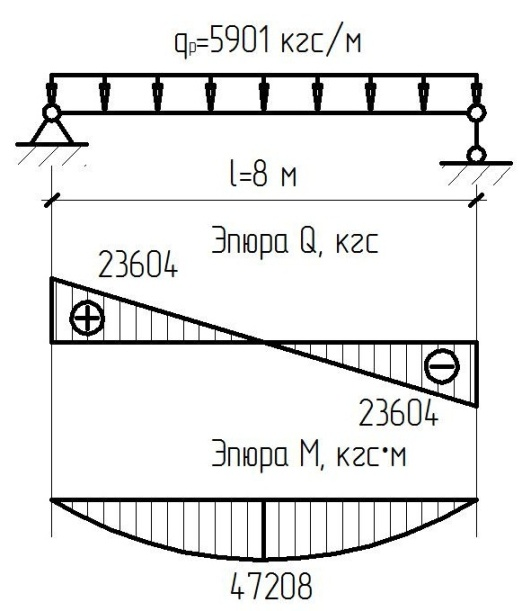 qр=5901 кгс/м
l=8 м
Эпюра Q, кгс
23604
+
−
23604
Эпюра М, кгс·м
47208